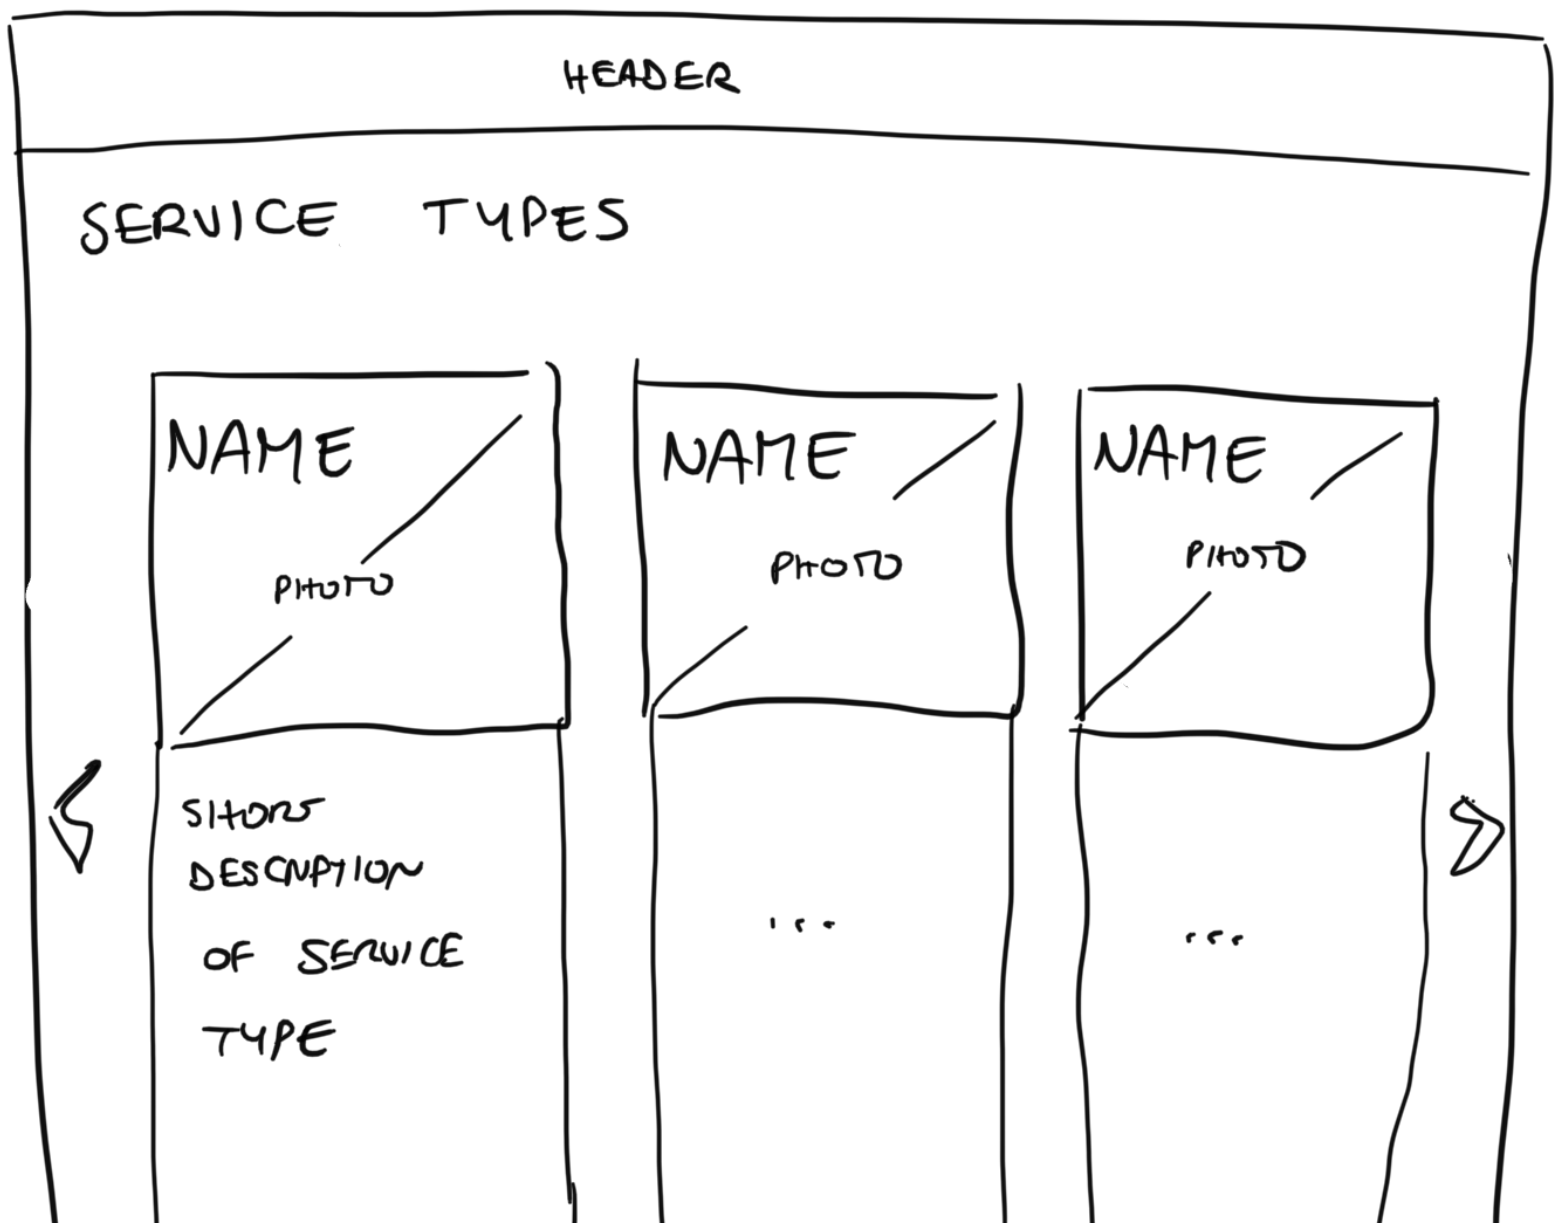 HEADER
SERVICE TYPES
NAME
PHOTO
SHORT
DESCRIPTION
OF SERVICE
TYPE
NAME
PHOTO
...
NAME
PHOTO
...